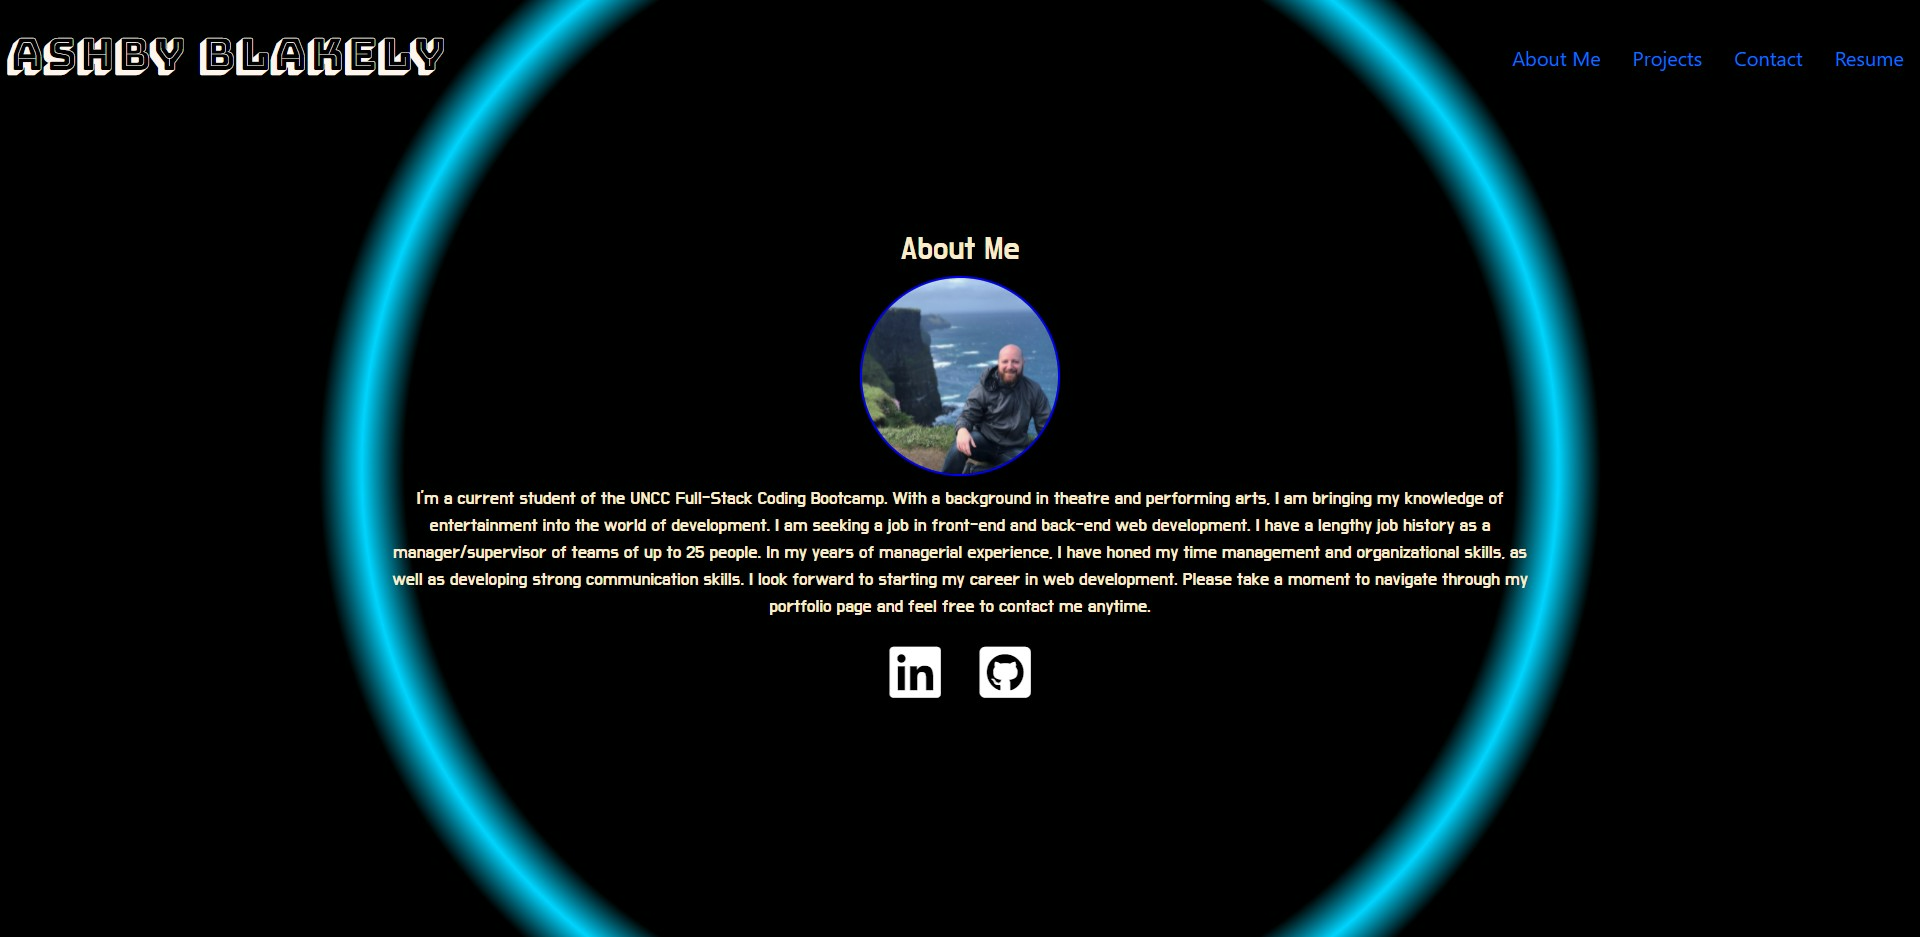 ASHBY BLAKELY
About Me
Projects
Contact
Resume
About Me
I'm a current student of the UNCC Full-Stack Coding Bootcamp. With a background in theatre and performing arts, I am bringing my knowledge of
entertainment into the world of development. I am seeking a job in front-end and back-end web development. I have a lengthy job history as a
manager/supervisor of teams of up to 25 people. In my years of managerial experience, I have honed my time management and organizational skills, as
well as developing strong communication skills. I look forward to starting my career in web development. Please take a moment to navigate through my
portfolio page and feel free to contact me anytime.
in